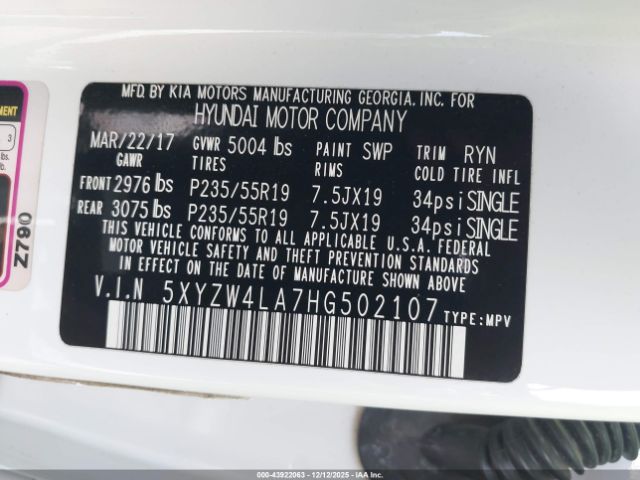 MFD. BY KIA MOTORS MANUFACTURING GEORGIA, INC. FOR
HYUNDAI MOTOR COMPANY
MAR/22/17 GVWR 5004 lbs PAINT SWP TRIM RYN
GAWR TIRES RIMS COLD TIRE INFL
FRONT 2976 lbs P235/55R19 7.5JX19 34psi SINGLE
REAR 3075 lbs P235/55R19 7.5JX19 34psi SINGLE
THIS VEHICLE CONFORMS TO ALL APPLICABLE U.S.A. FEDERAL
MOTOR VEHICLE SAFETY AND THEFT PREVENTION STANDARDS
IN EFFECT ON THE DATE OF MANUFACTURE SHOWN ABOVE.
V.I.N 5XYZW4LA7HG502107 TYPE:MPV
MENT
3
lbs.
Z790
000-43922063 - 12/12/2025 - COPART